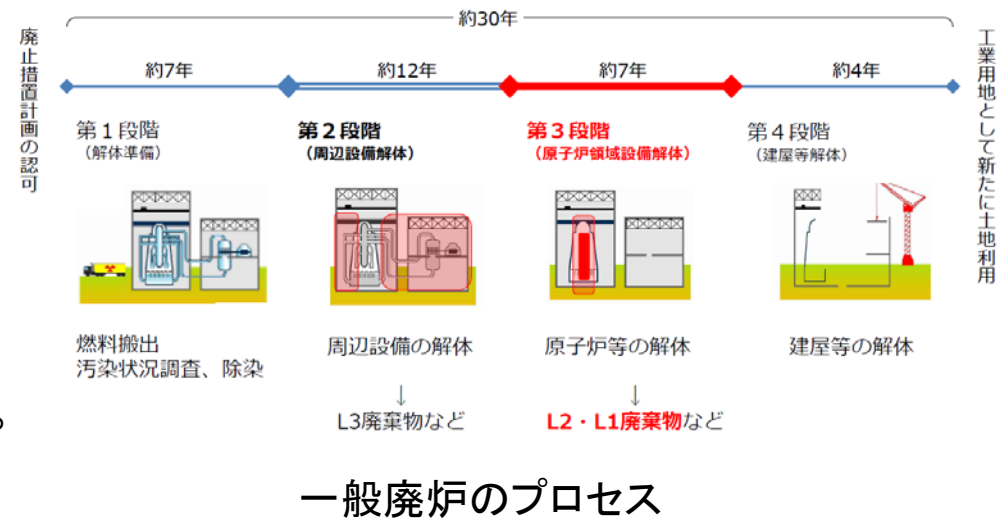 約30年
廃止措置計画の認可
約7年
約12年
約7年
約4年
工業用地として新たに土地利用
第1段階
（解体準備）
第2段階
（周辺設備解体）
第3段階
（原子炉領域設備解体）
第4段階
（建屋等解体）
燃料搬出
汚染状況調査、除染
周辺設備の解体
原子炉等の解体
建屋等の解体
↓
L3廃棄物など
↓
L2・L1廃棄物など
。
一般廃炉のプロセス